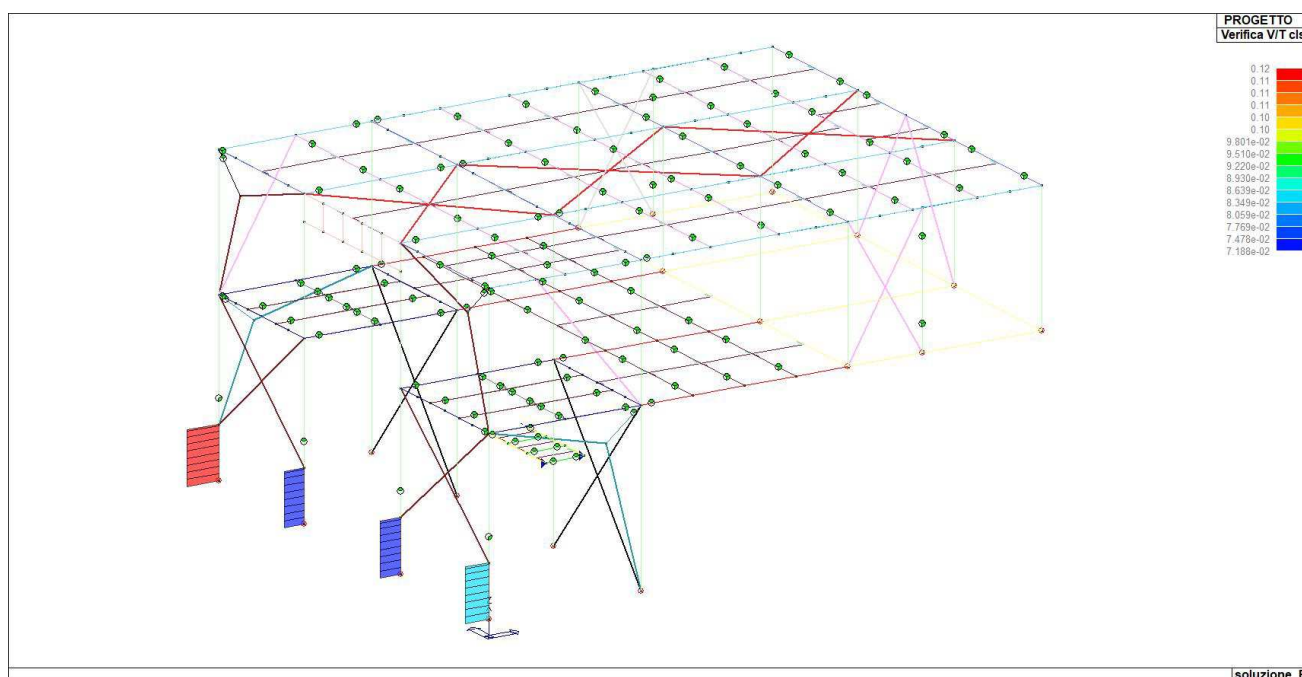 PROGETTO
Verifica V/T cls
0.12
0.11
0.11
0.11
0.10
0.10
9.801e-02
9.510e-02
9.220e-02
8.930e-02
8.639e-02
8.349e-02
8.059e-02
7.769e-02
7.478e-02
7.188e-02
soluzione